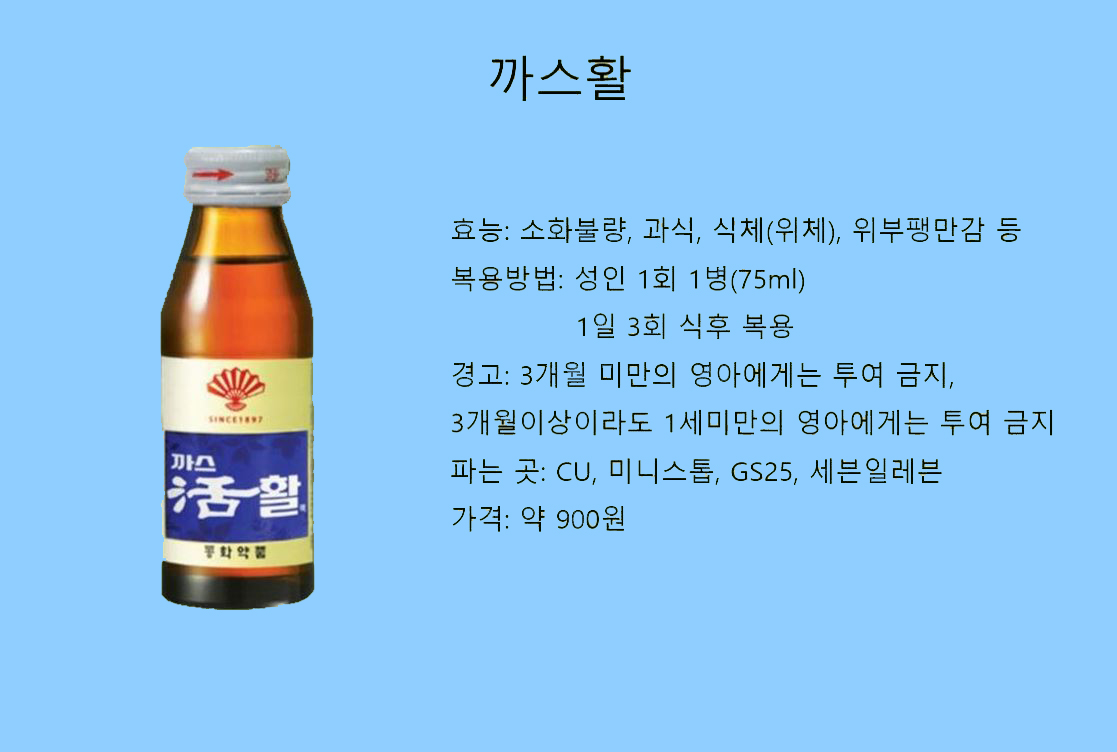 까스활
효능: 소화불량, 과식, 식체(위체), 위부팽만감 등
복용방법: 성인 1회 1병(75ml)
1일 3회 식후 복용
경고: 3개월 미만의 영아에게는 투여 금지,
3개월이상이라도 1세미만의 영아에게는 투여 금지
파는 곳: CU, 미니스톱, GS25, 세븐일레븐
가격: 약 900원
SINCE1897
까스
活활
동화약품